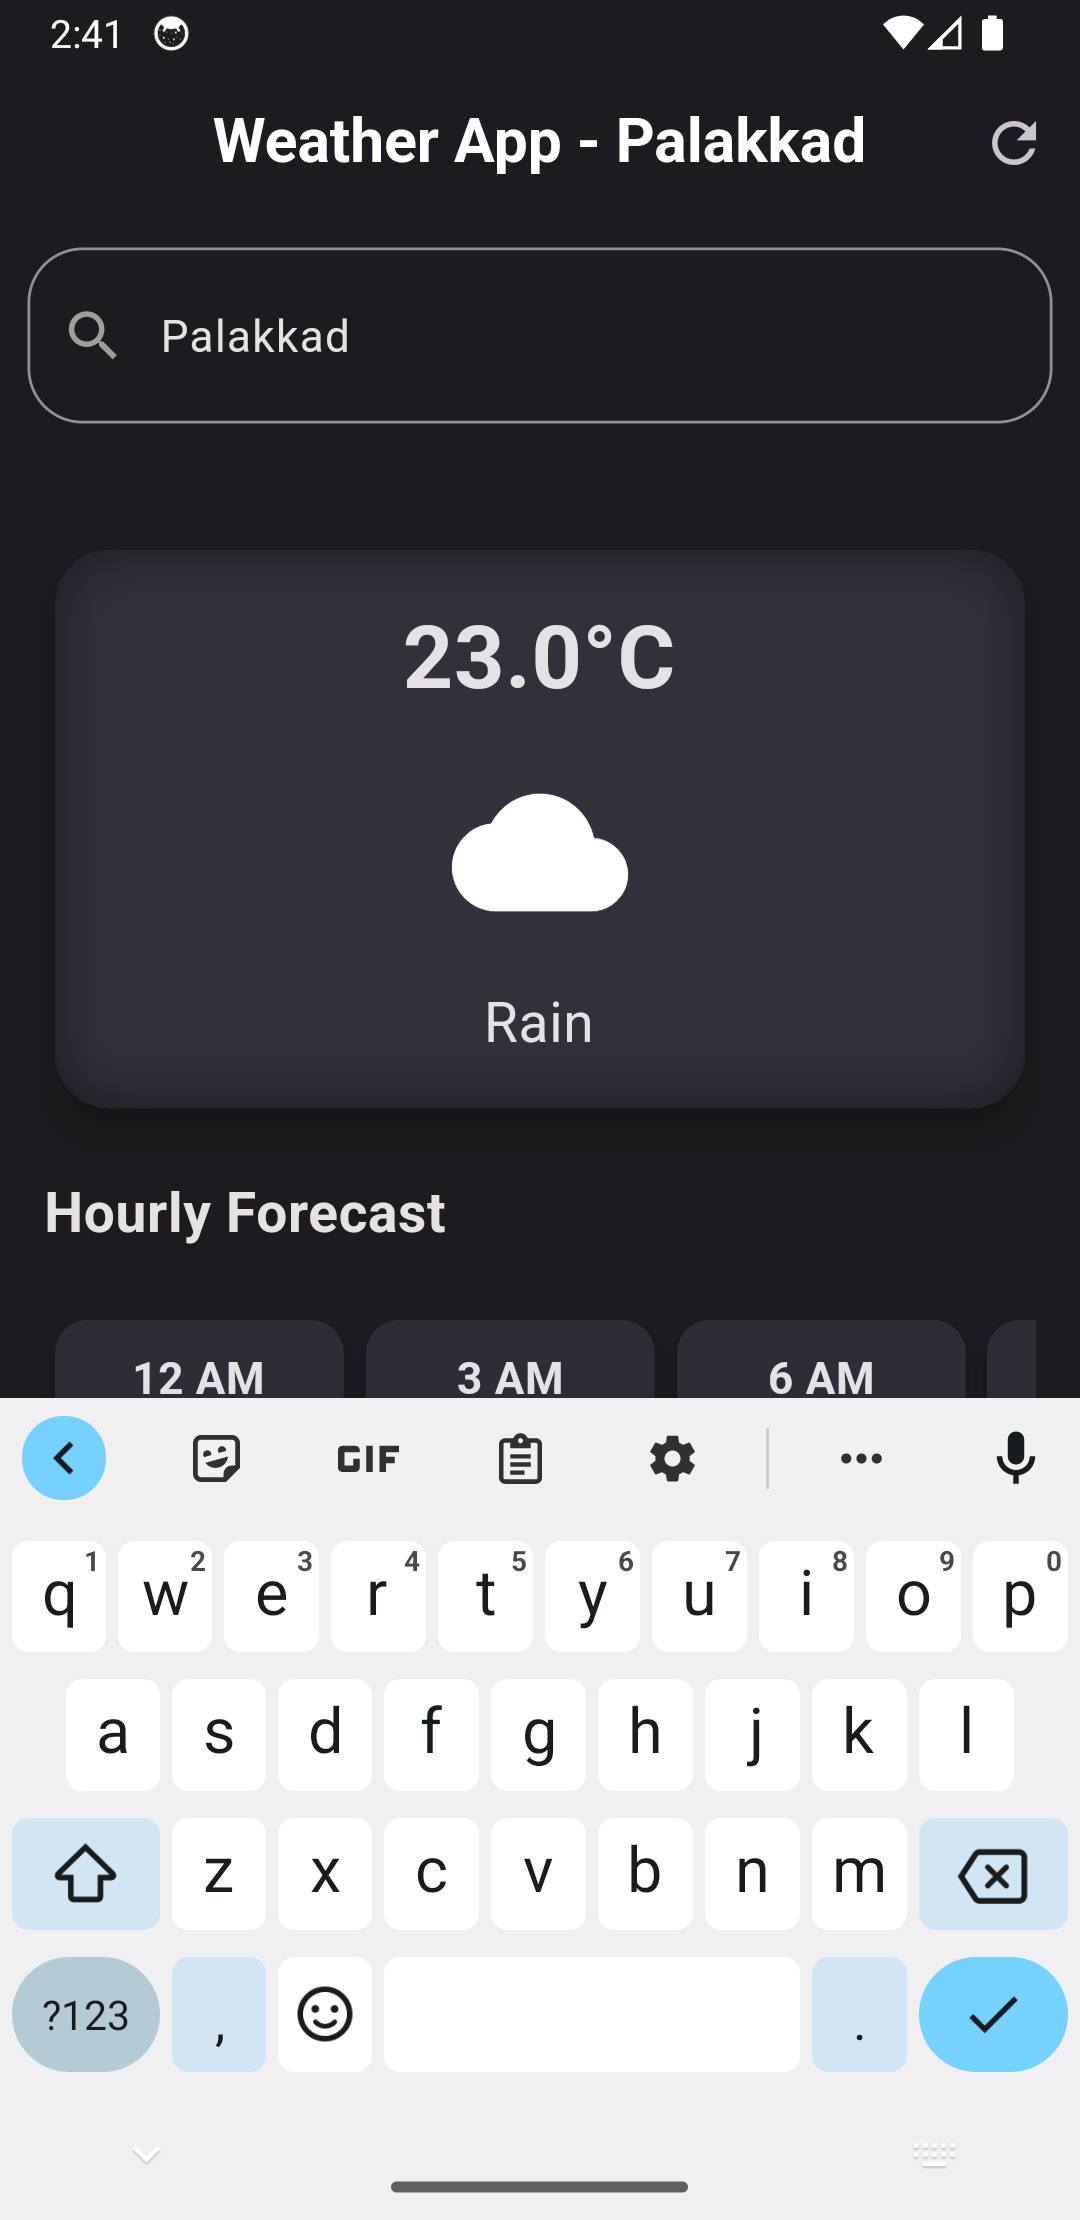 2:41
Weather App - Palakkad
Palakkad
23.0°C
Rain
Hourly Forecast
12 AM 3 AM 6 AM
GIF
1 2 3 4 5 6 7 8 9 0
q w e r t y u i o p
a s d f g h j k l
z x c v b n m
?123 , .